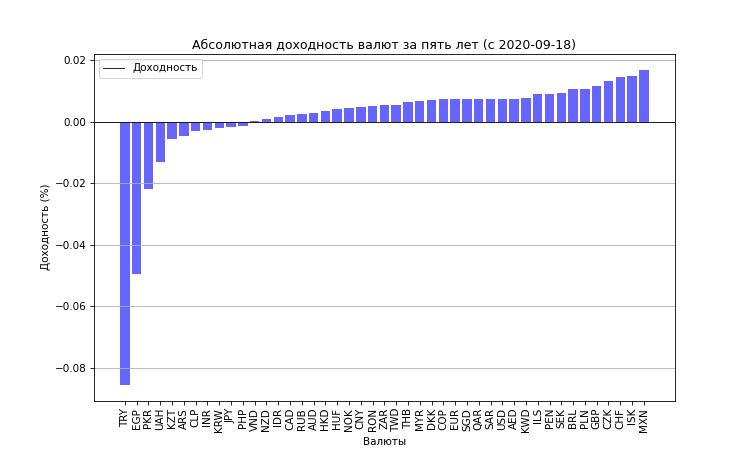 Абсолютная доходность валют за пять лет (с 2020-09-18)
Доходность
0.02
0.00
−0.02
−0.04
−0.06
−0.08
Доходность (%)
TRY EGP PKR UAH KZT ARS CLP INR KRW JPY PHP VND NZD IDR CAD RUB AUD HKD HUF NOK CNY RON ZAR TWD THB MYR DKK COP EUR SGD QAR SAR USD AED KWD ILS PEN SEK BRL PLN GBP CZK CHF ISK MXN
Валюты